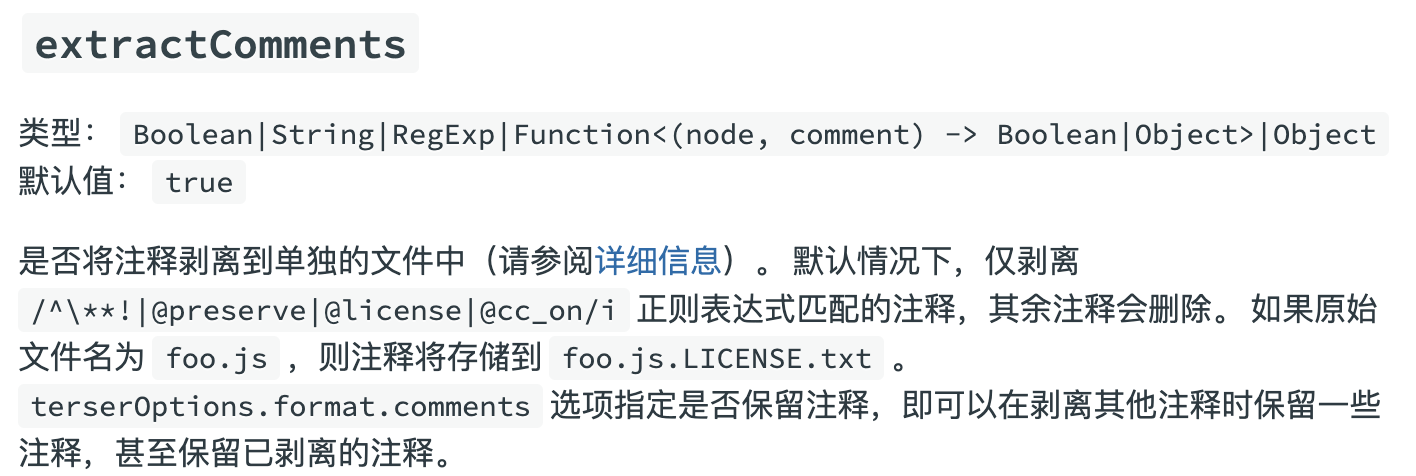 extractComments
类型： Boolean|String|RegExp|Function<(node, comment) -> Boolean|Object>|Object
默认值： true
是否将注释剥离到单独的文件中（请参阅详细信息）。 默认情况下，仅剥离
/^\**!|@preserve|@license|@cc_on/i 正则表达式匹配的注释，其余注释会删除。 如果原始
文件名为 foo.js ，则注释将存储到 foo.js.LICENSE.txt 。
terserOptions.format.comments 选项指定是否保留注释，即可以在剥离其他注释时保留一些
注释，甚至保留已剥离的注释。